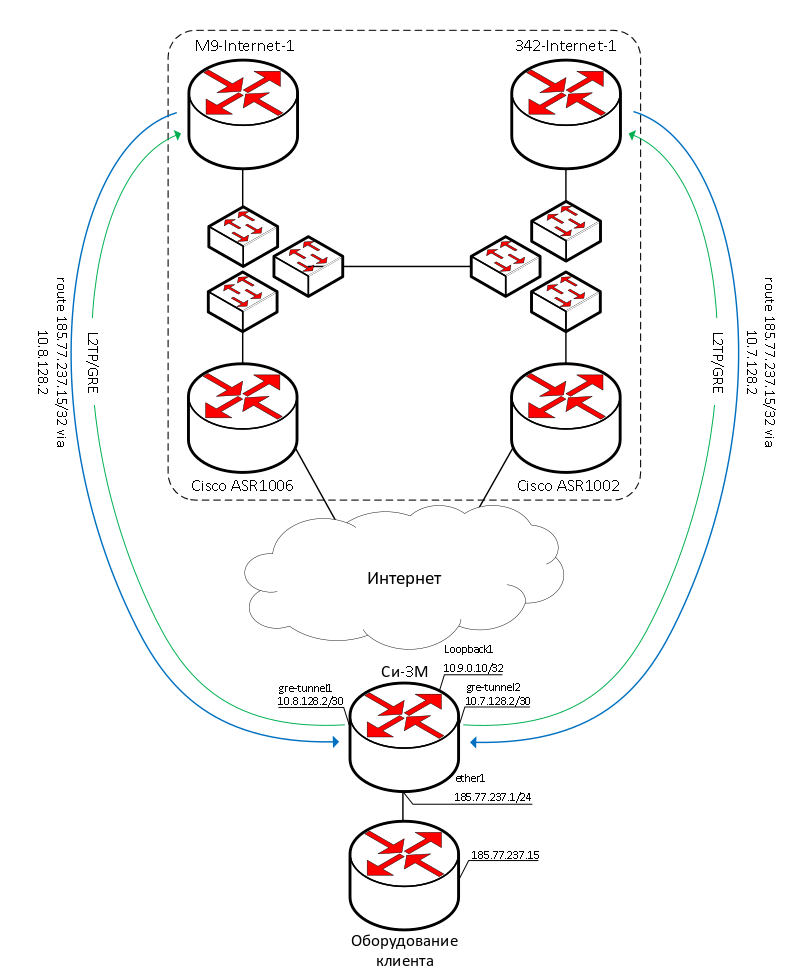 M9-Internet-1
342-Internet-1
route 185.77.237.15/32 via
10.8.128.2
L2TP/GRE
L2TP/GRE
route 185.77.237.15/32 via
10.7.128.2
Cisco ASR1006
Cisco ASR1002
Интернет
Loopback1
10.9.0.10/32
Си-3М
gre-tunnel1
10.8.128.2/30
gre-tunnel2
10.7.128.2/30
ether1
185.77.237.1/24
185.77.237.15
Оборудование
клиента